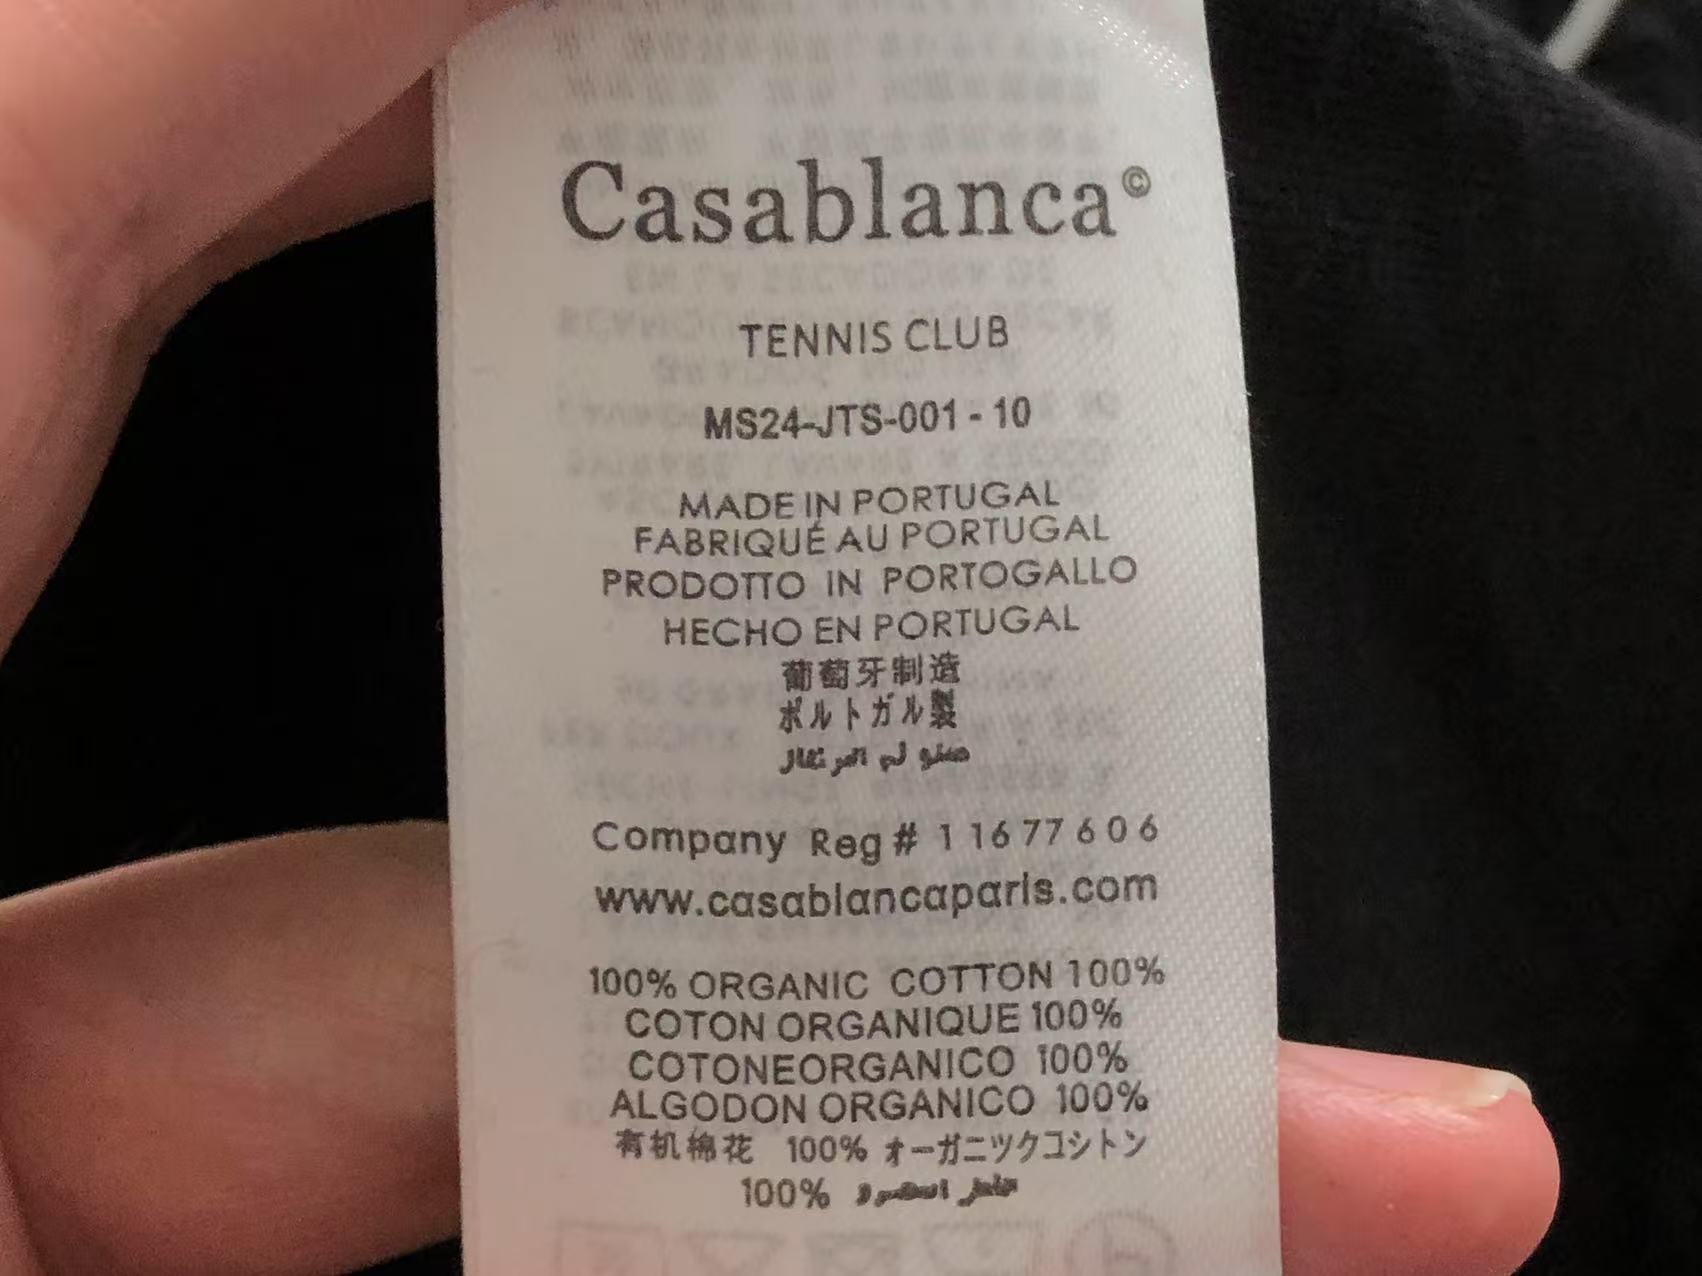 Casablanca©
TENNIS CLUB
MS24-JTS-001 - 10
MADE IN PORTUGAL
FABRIQUÉ AU PORTUGAL
PRODOTTO IN PORTOGALLO
HECHO EN PORTUGAL
葡萄牙制造
ポルトガル製
Company Reg# 11677606
www.casablancaparis.com
100% ORGANIC COTTON 100%
COTON ORGANIQUE 100%
COTONEORGANICO 100%
ALGODON ORGANICO 100%
有机棉花 100% オーガニックコシトン
100%